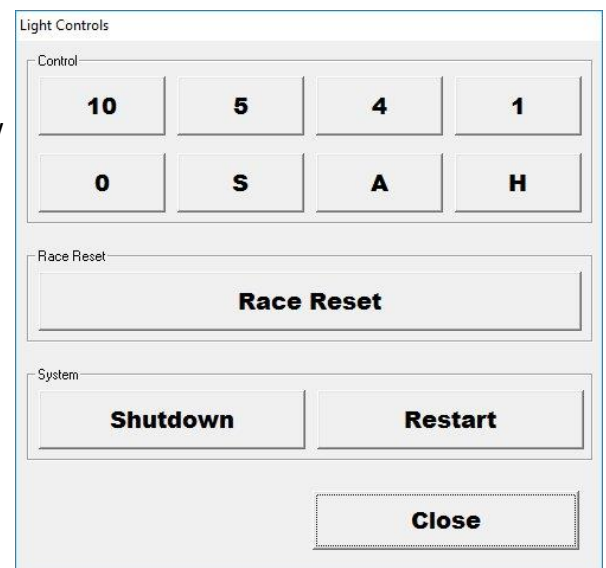 Light Controls
Control
10 5 4 1
0 S A H
Race Reset
Race Reset
System
Shutdown Restart
Close